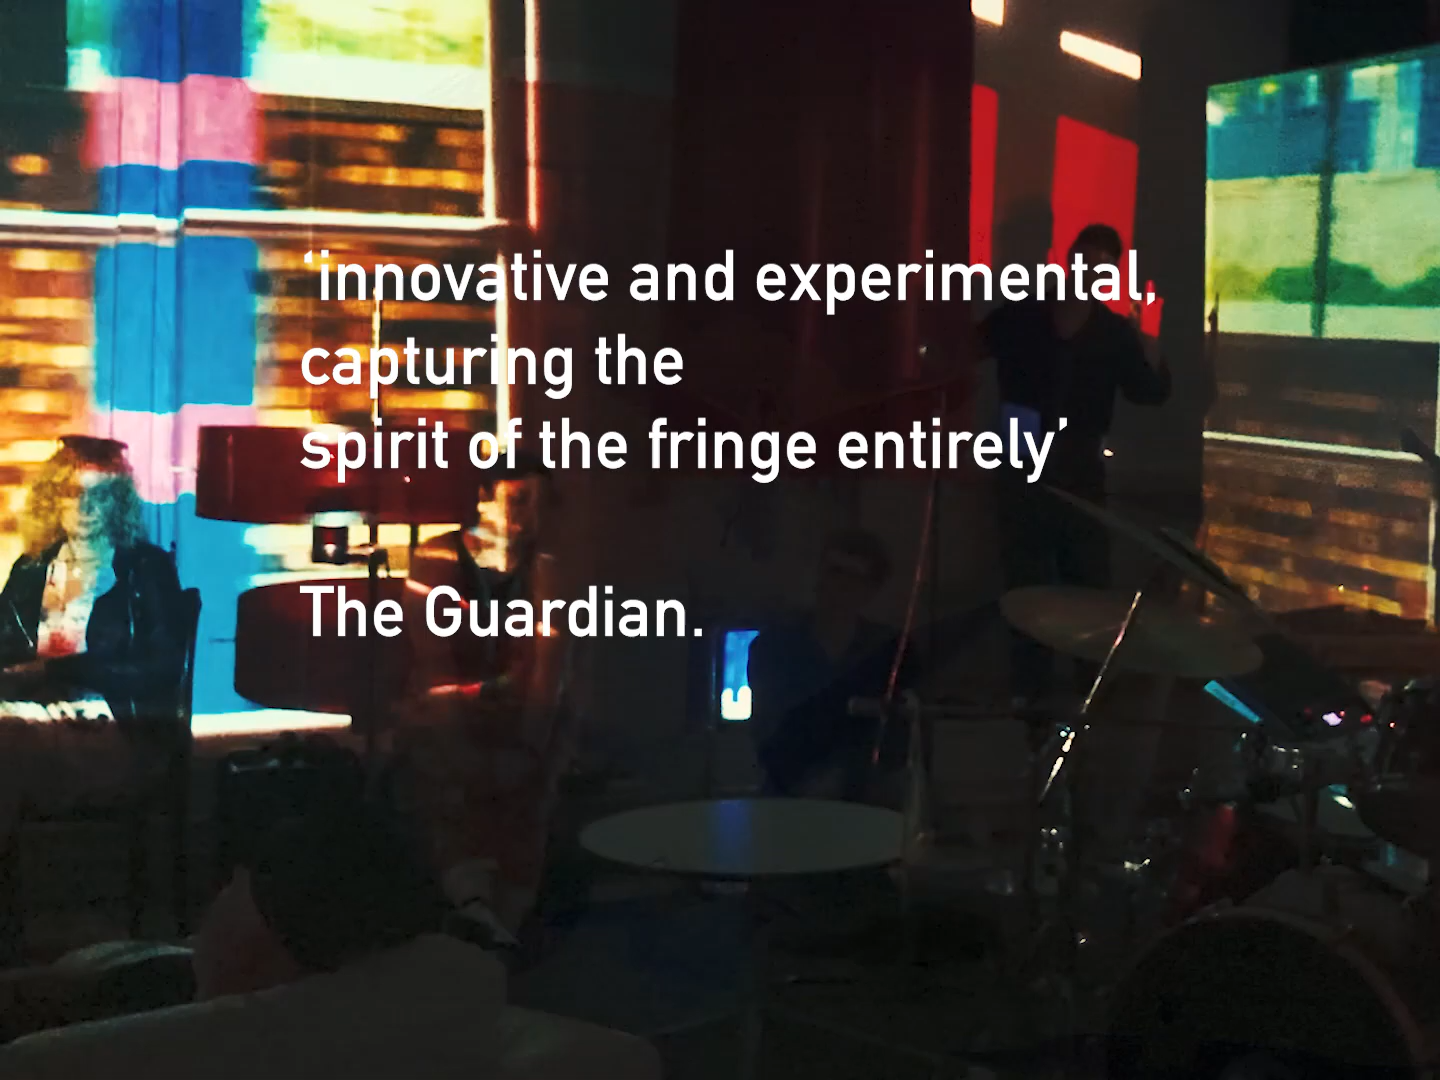 ‘innovative and experimental,
capturing the
spirit of the fringe entirely’
The Guardian.